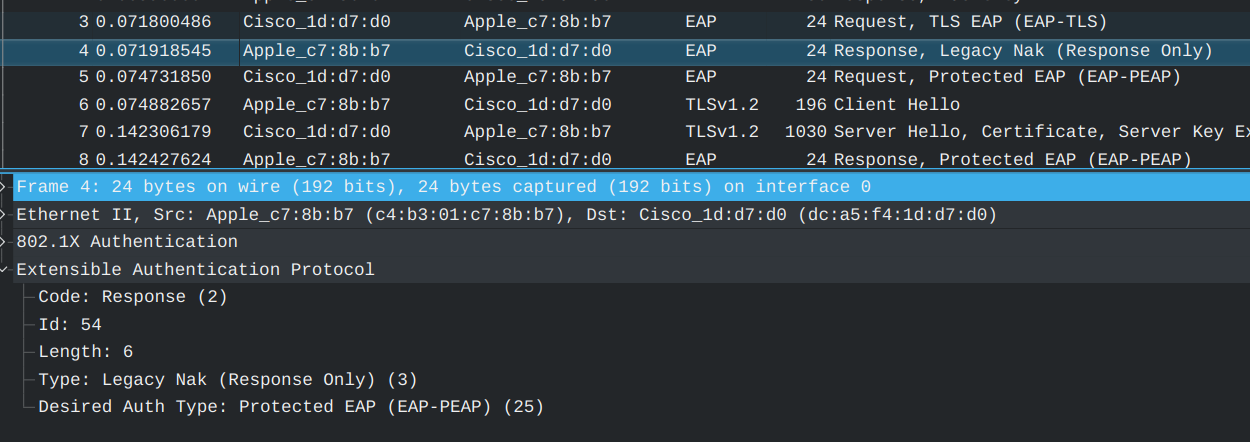 3 0.071800486 Cisco_1d:d7:d0 Apple_c7:8b:b7 EAP 24 Request, TLS EAP (EAP-TLS)
4 0.071918545 Apple_c7:8b:b7 Cisco_1d:d7:d0 EAP 24 Response, Legacy Nak (Response Only)
5 0.074731850 Cisco_1d:d7:d0 Apple_c7:8b:b7 EAP 24 Request, Protected EAP (EAP-PEAP)
6 0.074882657 Apple_c7:8b:b7 Cisco_1d:d7:d0 TLSv1.2 196 Client Hello
7 0.142306179 Cisco_1d:d7:d0 Apple_c7:8b:b7 TLSv1.2 1030 Server Hello, Certificate, Server Key Ex
8 0.142427624 Apple_c7:8b:b7 Cisco_1d:d7:d0 EAP 24 Response, Protected EAP (EAP-PEAP)
Frame 4: 24 bytes on wire (192 bits), 24 bytes captured (192 bits) on interface 0
Ethernet II, Src: Apple_c7:8b:b7 (c4:b3:01:c7:8b:b7), Dst: Cisco_1d:d7:d0 (dc:a5:f4:1d:d7:d0)
802.1X Authentication
Extensible Authentication Protocol
Code: Response (2)
Id: 54
Length: 6
Type: Legacy Nak (Response Only) (3)
Desired Auth Type: Protected EAP (EAP-PEAP) (25)